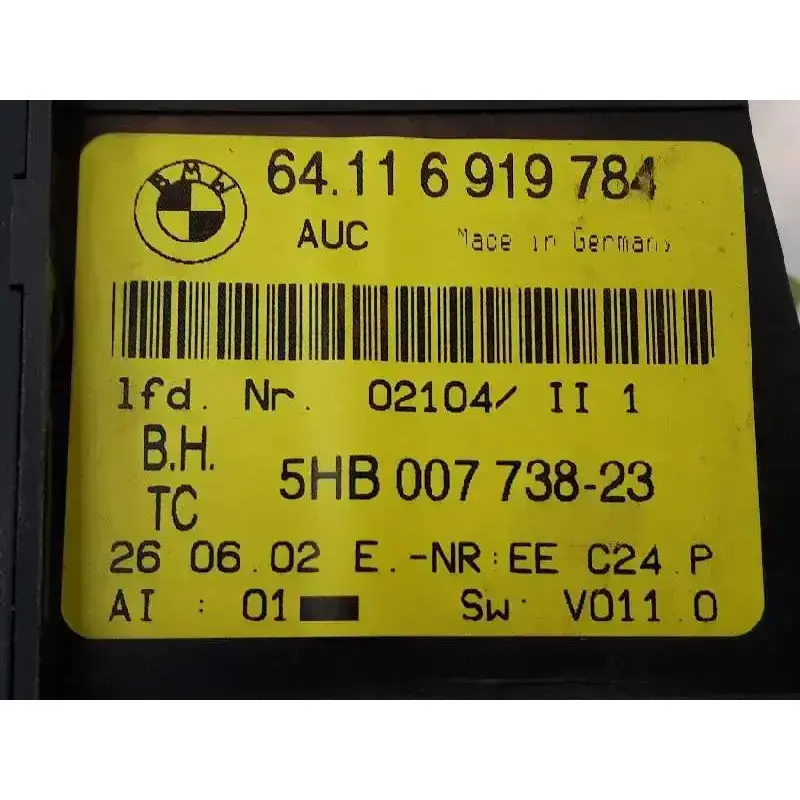 BMW
64.11 6 919 784
AUC Made in Germany
lfd. Nr. 02104/ II 1
B.H. 5HB 007 738-23
TC
26 06.02 E.-NR:EE C24.P
AI : 01 Sw: V011.0